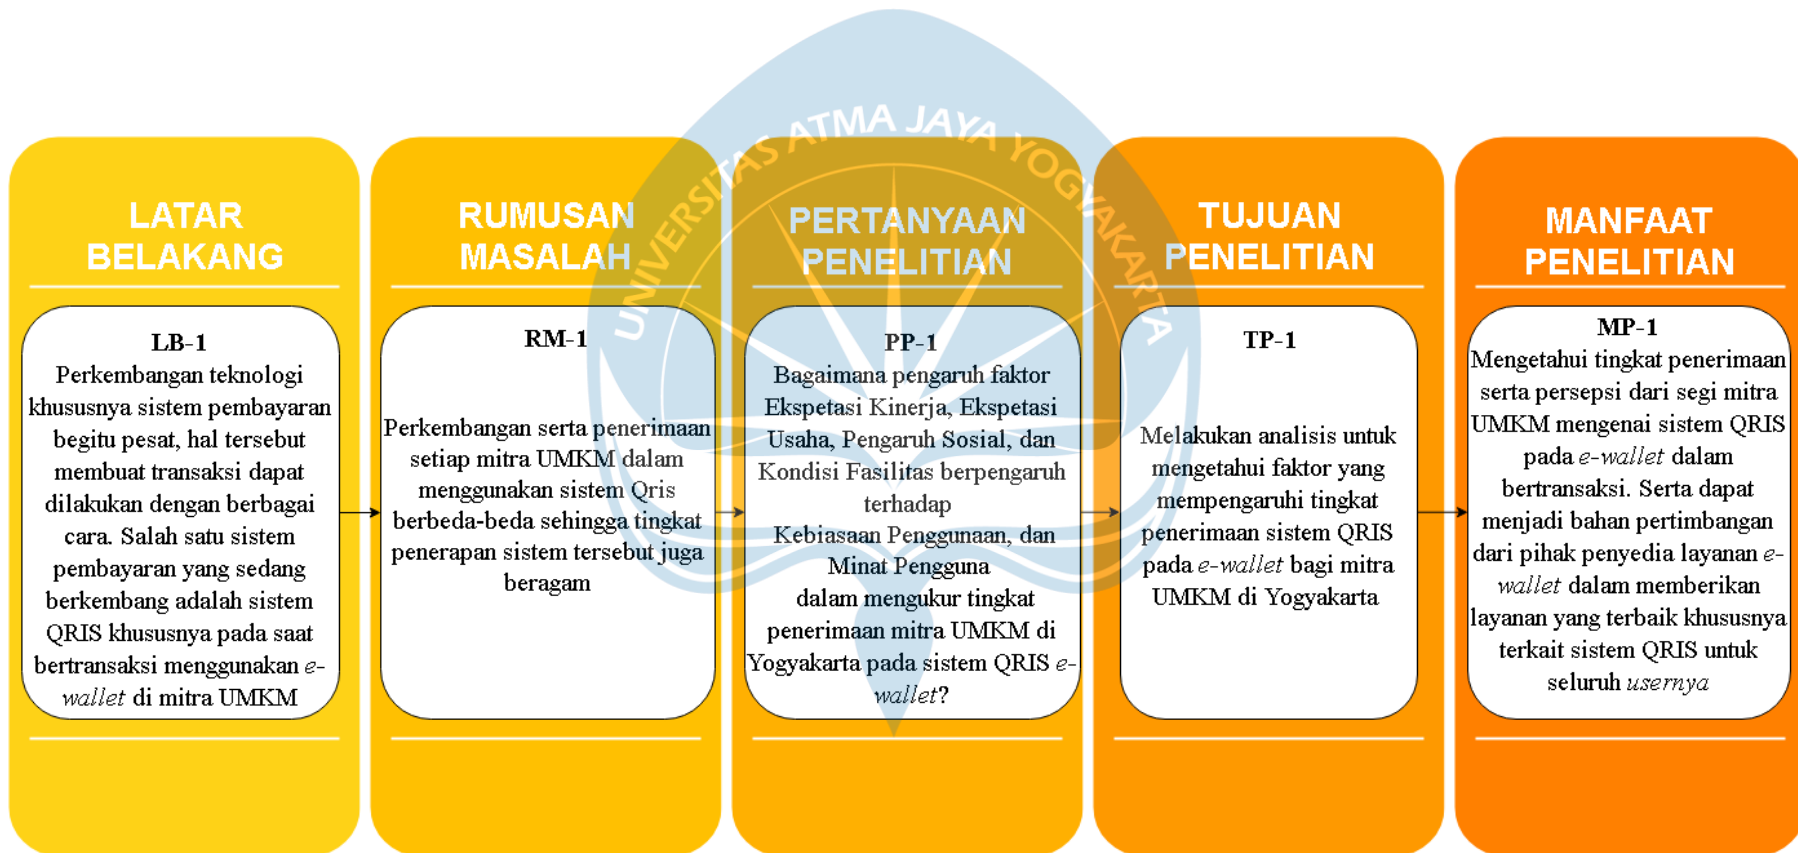 UNIVERSITAS ATMA JAYA YOGYAKARTA
LATAR
BELAKANG
LB-1
Perkembangan teknologi
khususnya sistem pembayaran
begitu pesat, hal tersebut
membuat transaksi dapat
dilakukan dengan berbagai
cara. Salah satu sistem
pembayaran yang sedang
berkembang adalah sistem
QRIS khususnya pada saat
bertransaksi menggunakan e-
wallet di mitra UMKM
RUMUSAN
MASALAH
RM-1
Perkembangan serta penerimaan
setiap mitra UMKM dalam
menggunakan sistem Qris
berbeda-beda sehingga tingkat
penerapan sistem tersebut juga
beragam
PERTANYAAN
PENELITIAN
PP-1
Bagaimana pengaruh faktor
Ekspetasi Kinerja, Ekspetasi
Usaha, Pengaruh Sosial, dan
Kondisi Fasilitas berpengaruh
terhadap
Kebiasaan Penggunaan, dan
Minat Pengguna
dalam mengukur tingkat
penerimaan mitra UMKM di
Yogyakarta pada sistem QRIS e-
wallet?
TUJUAN
PENELITIAN
TP-1
Melakukan analisis untuk
mengetahui faktor yang
mempengaruhi tingkat
penerimaan sistem QRIS
pada e-wallet bagi mitra
UMKM di Yogyakarta
MANFAAT
PENELITIAN
MP-1
Mengetahui tingkat penerimaan
serta persepsi dari segi mitra
UMKM mengenai sistem QRIS
pada e-wallet dalam
bertransaksi. Serta dapat
menjadi bahan pertimbangan
dari pihak penyedia layanan e-
wallet dalam memberikan
layanan yang terbaik khususnya
terkait sistem QRIS untuk
seluruh usernya